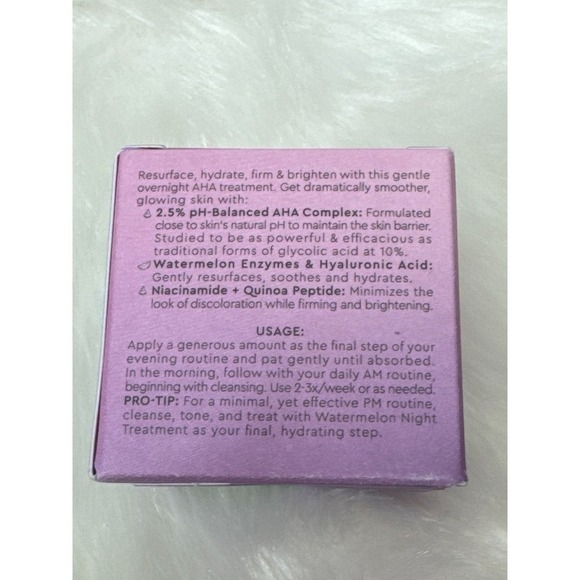 Resurface, hydrate, firm & brighten with this gentle
overnight AHA treatment. Get dramatically smoother,
glowing skin with:
2.5% pH-Balanced AHA Complex: Formulated
close to skin's natural pH to maintain the skin barrier.
Studied to be as powerful & efficacious as
traditional forms of glycolic acid at 10%.
Watermelon Enzymes & Hyaluronic Acid:
Gently resurfaces, soothes and hydrates.
Niacinamide + Quinoa Peptide: Minimizes the
look of discoloration while firming and brightening.
USAGE:
Apply a generous amount as the final step of your
evening routine and pat gently until absorbed.
In the morning, follow with your daily AM routine,
beginning with cleansing. Use 2-3x/week or as needed.
PRO-TIP: For a minimal, yet effective PM routine,
cleanse, tone, and treat with Watermelon Night
Treatment as your final, hydrating step.